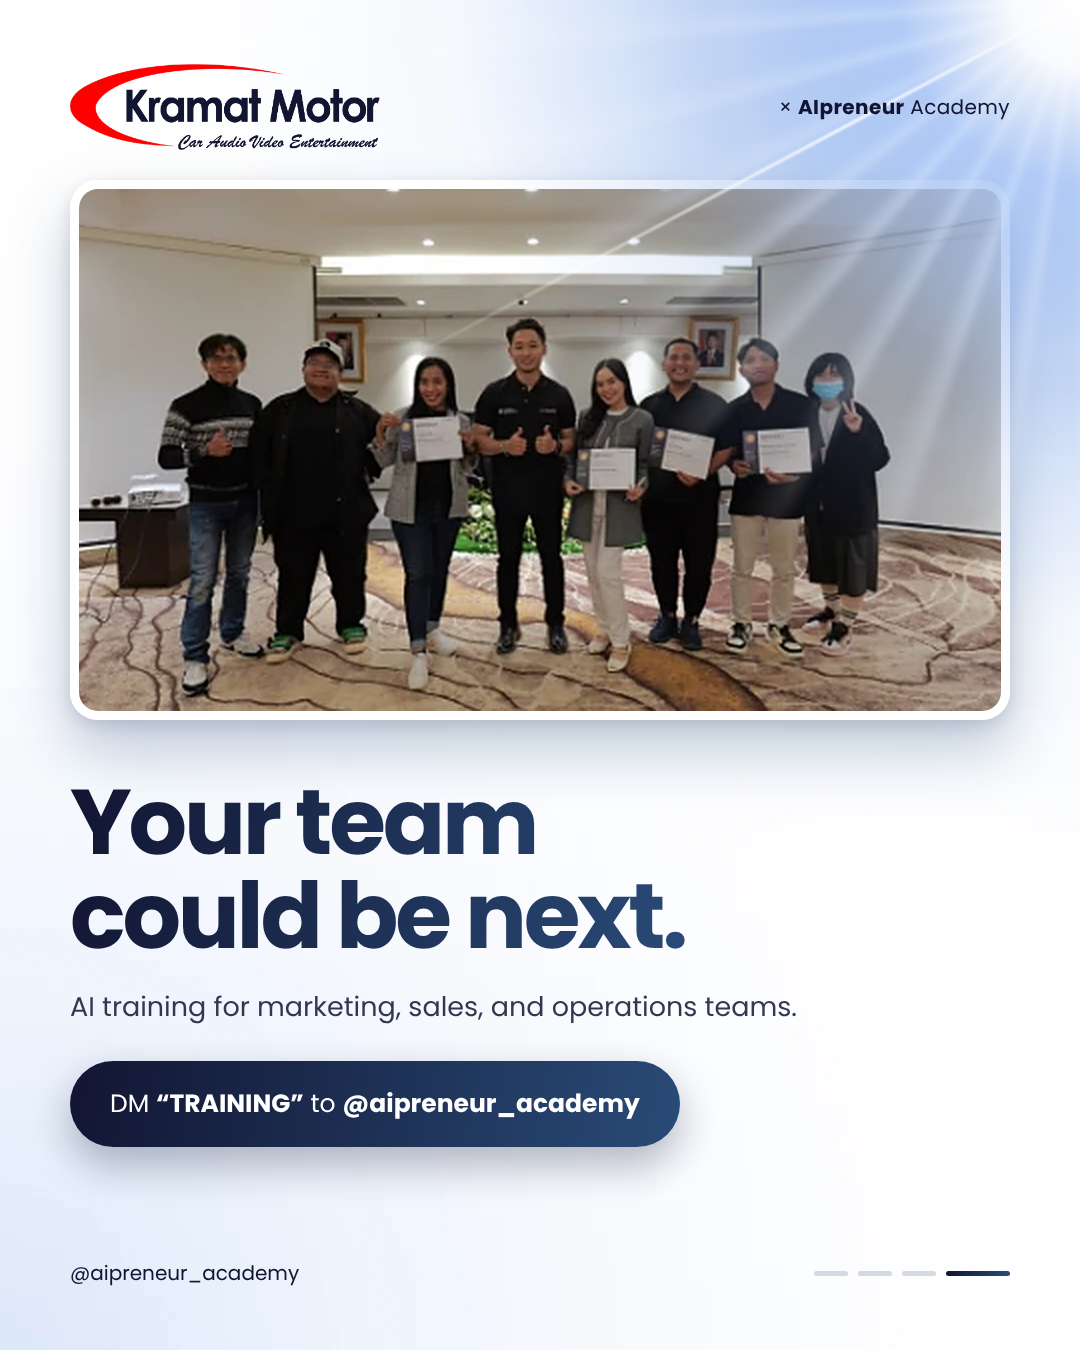 Kramat Motor
Car Audio Video Entertainment
× AIpreneur Academy
Your team
could be next.
AI training for marketing, sales, and operations teams.
DM “TRAINING” to @aipreneur_academy
@aipreneur_academy